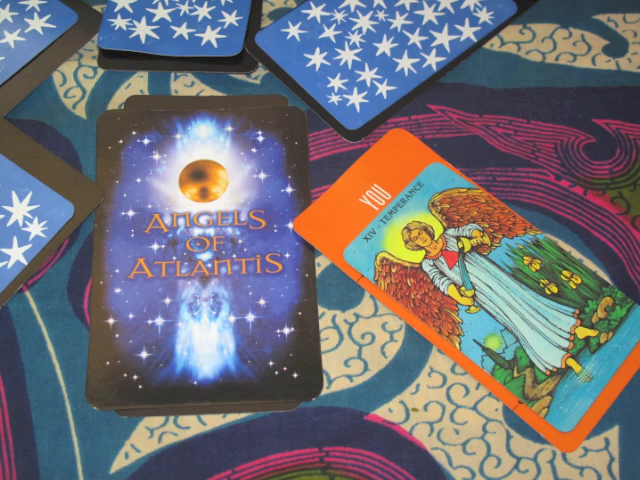 ANGELS
OF
ATLANTIS
YOU
XIV - TEMPERANCE